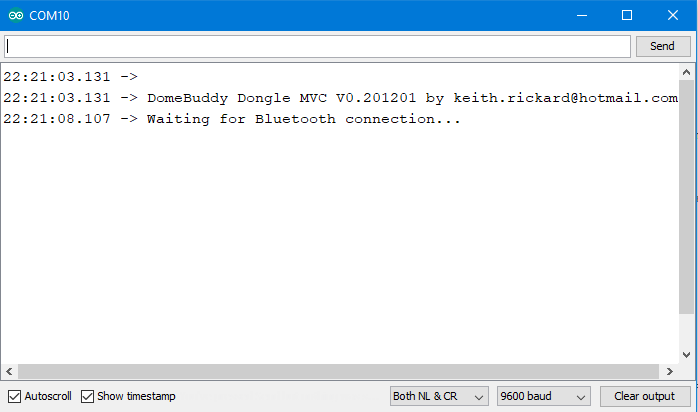 COM10
Send
22:21:03.131 ->
22:21:03.131 -> DomeBuddy Dongle MVC V0.201201 by keith.rickard@hotmail.com
22:21:08.107 -> Waiting for Bluetooth connection...
Autoscroll Show timestamp Both NL & CR 9600 baud Clear output